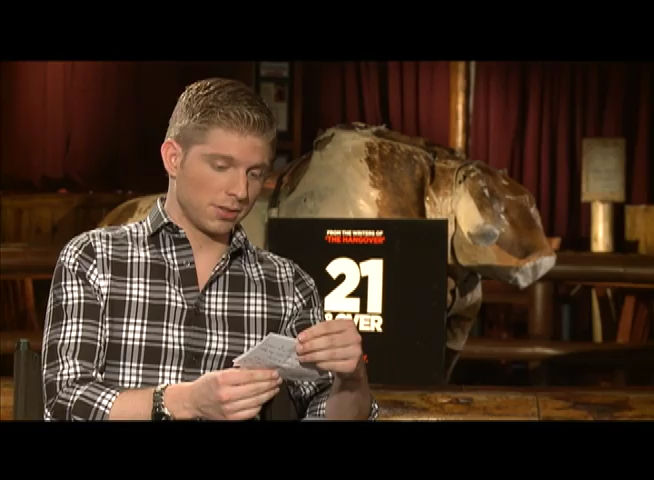 FROM THE WRITERS OF
"THE HANGOVER"
21
& OVER